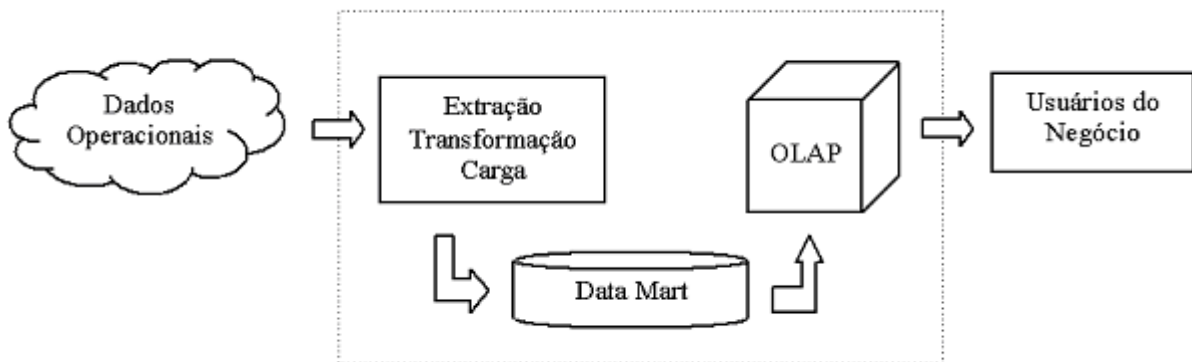 Dados
Operacionais
Extração
Transformação
Carga
Data Mart
OLAP
Usuários do
Negócio